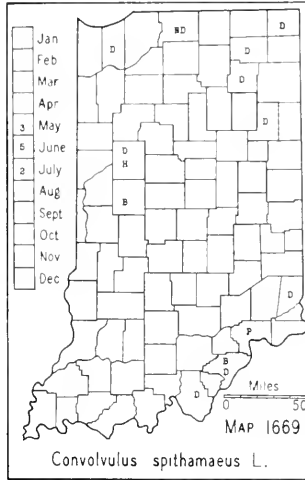 Jan
Feb
Mar
Apr
3 May
5 June
2 July
Aug
Sept
Oct
Nov
Dec
D
ND
D
D
D
D
D
H
B
D
P
B
D
D
Miles
0 50
MAP 1669
Convolvulus spithamaeus L.